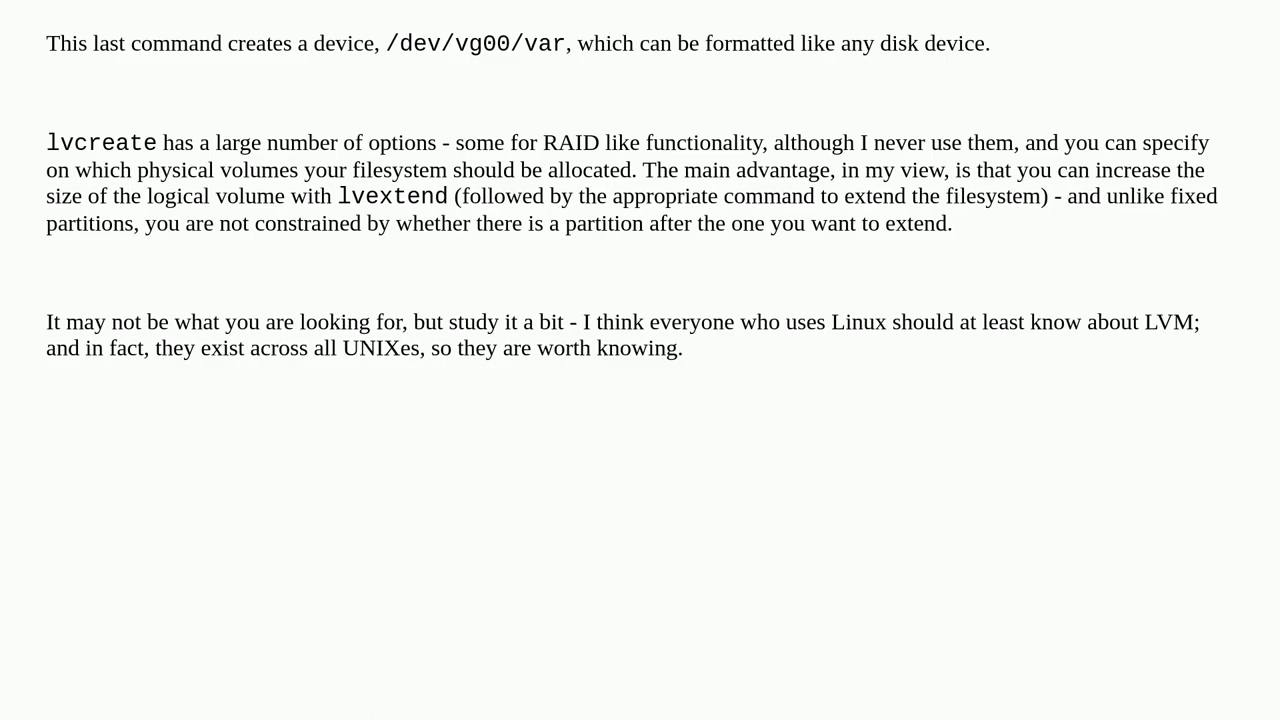 This last command creates a device, /dev/vg00/var, which can be formatted like any disk device.
lvcreate has a large number of options - some for RAID like functionality, although I never use them, and you can specify
on which physical volumes your filesystem should be allocated. The main advantage, in my view, is that you can increase the
size of the logical volume with lvextend (followed by the appropriate command to extend the filesystem) - and unlike fixed
partitions, you are not constrained by whether there is a partition after the one you want to extend.
It may not be what you are looking for, but study it a bit - I think everyone who uses Linux should at least know about LVM;
and in fact, they exist across all UNIXes, so they are worth knowing.